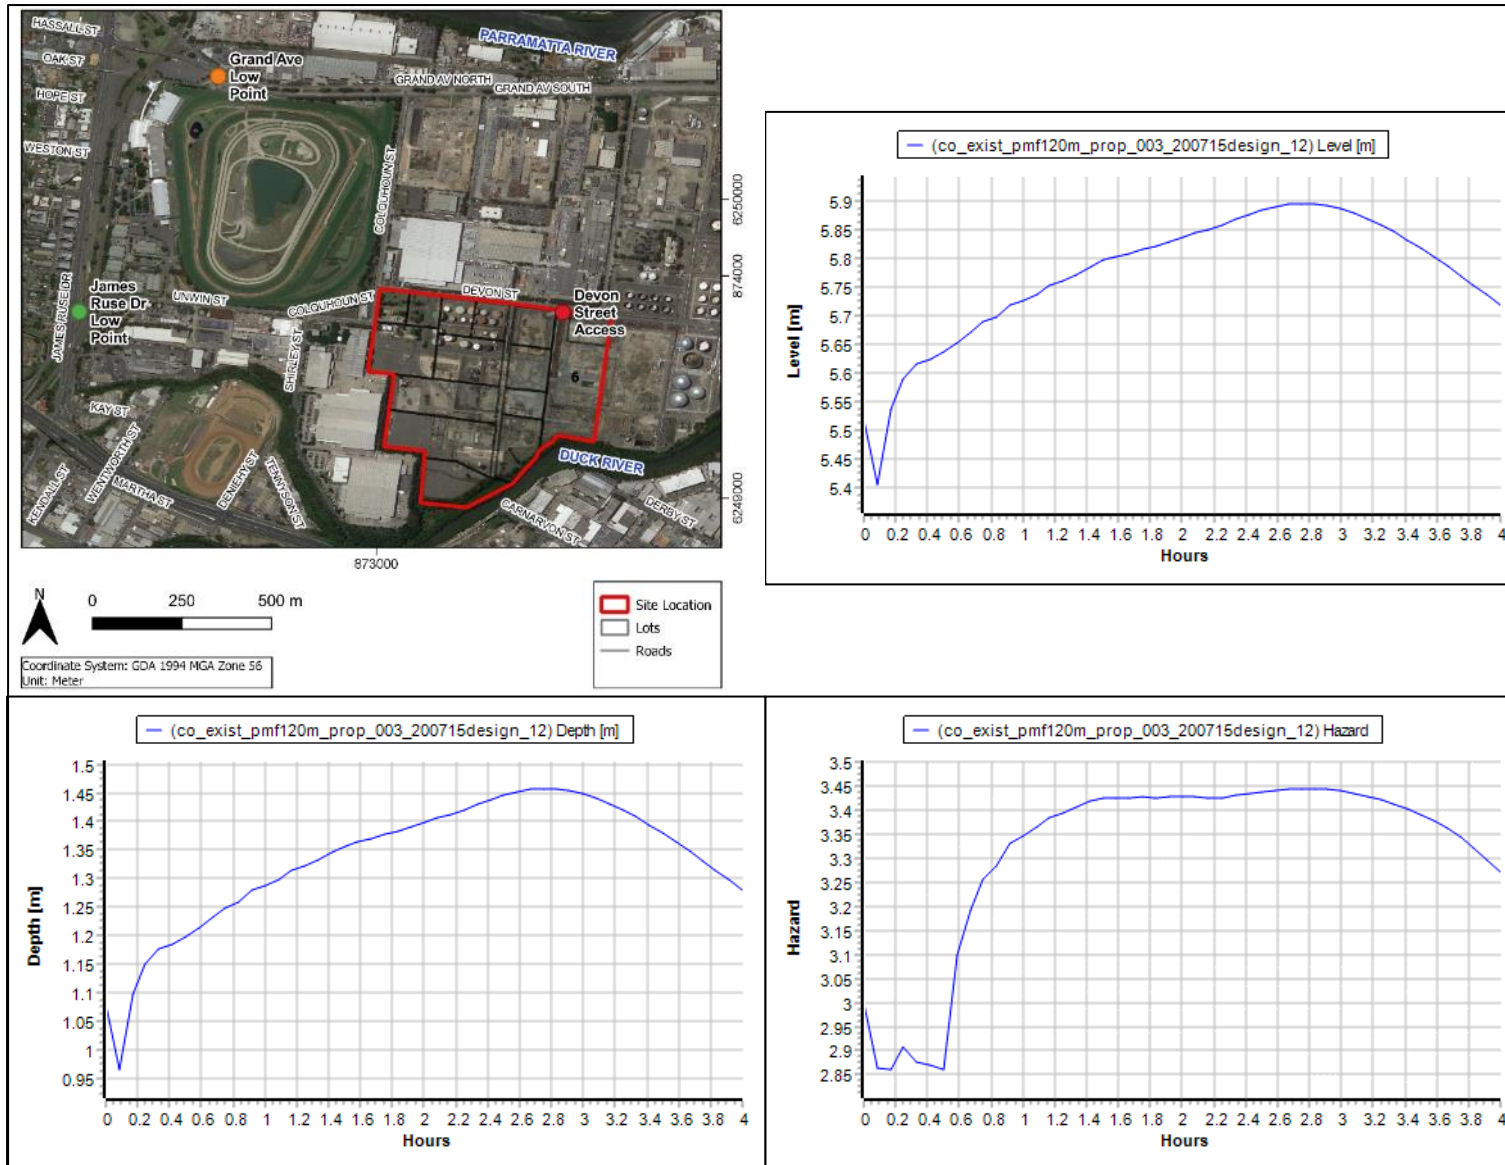 HASSALL ST
PARRAMATTA RIVER
OAK ST
Grand Ave
Low
Point
GRAND AV NORTH
GRAND AV SOUTH
HOPE ST
WESTON ST
COLQUHOUN ST
6250000
874000
James
Ruse Dr
Low
Point
JAMES RUSE DR
UNWIN ST
COLQUHOUN ST
DEVON ST
Devon
Street
Access
SHIRLEY ST
6
KAY ST
DUCK RIVER
WENTWORTH ST
KENDALL ST
MARTHA ST
DENIEHY ST
TENNYSON ST
CARNARVON ST
DERBY ST
6249000
873000
N
0 250 500 m
Site Location
Lots
Roads
Coordinate System: GDA 1994 MGA Zone 56
Unit: Meter
(co_exist_pmf120m_prop_003_200715design_12) Level [m]
5.9
5.85
5.8
5.75
5.7
5.65
5.6
5.55
5.5
5.45
5.4
Level [m]
0 0.2 0.4 0.6 0.8 1 1.2 1.4 1.6 1.8 2 2.2 2.4 2.6 2.8 3 3.2 3.4 3.6 3.8 4
Hours
(co_exist_pmf120m_prop_003_200715design_12) Depth [m]
1.5
1.45
1.4
1.35
1.3
1.25
1.2
1.15
1.1
1.05
1
0.95
Depth [m]
0 0.2 0.4 0.6 0.8 1 1.2 1.4 1.6 1.8 2 2.2 2.4 2.6 2.8 3 3.2 3.4 3.6 3.8 4
Hours
(co_exist_pmf120m_prop_003_200715design_12) Hazard
3.5
3.45
3.4
3.35
3.3
3.25
3.2
3.15
3.1
3.05
3
2.95
2.9
2.85
Hazard
0 0.2 0.4 0.6 0.8 1 1.2 1.4 1.6 1.8 2 2.2 2.4 2.6 2.8 3 3.2 3.4 3.6 3.8 4
Hours